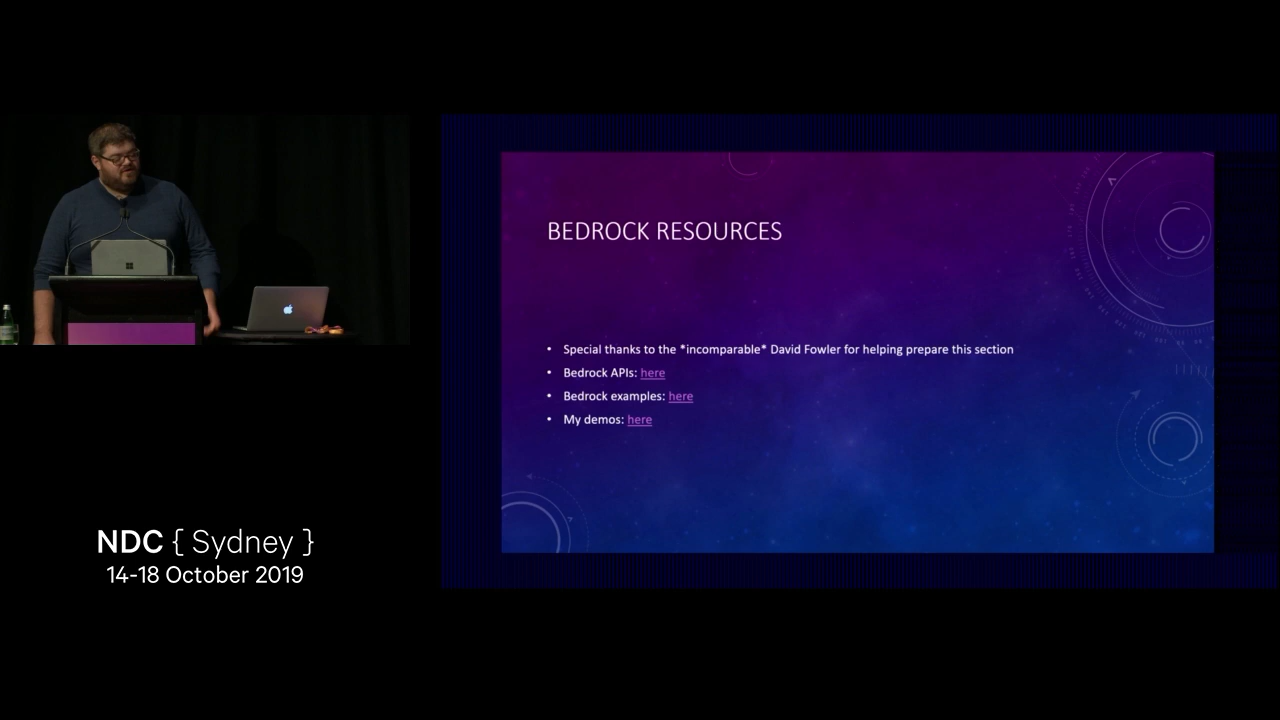 BEDROCK RESOURCES
• Special thanks to the *incomparable* David Fowler for helping prepare this section
• Bedrock APIs: here
• Bedrock examples: here
• My demos: here
NDC { Sydney }
14-18 October 2019